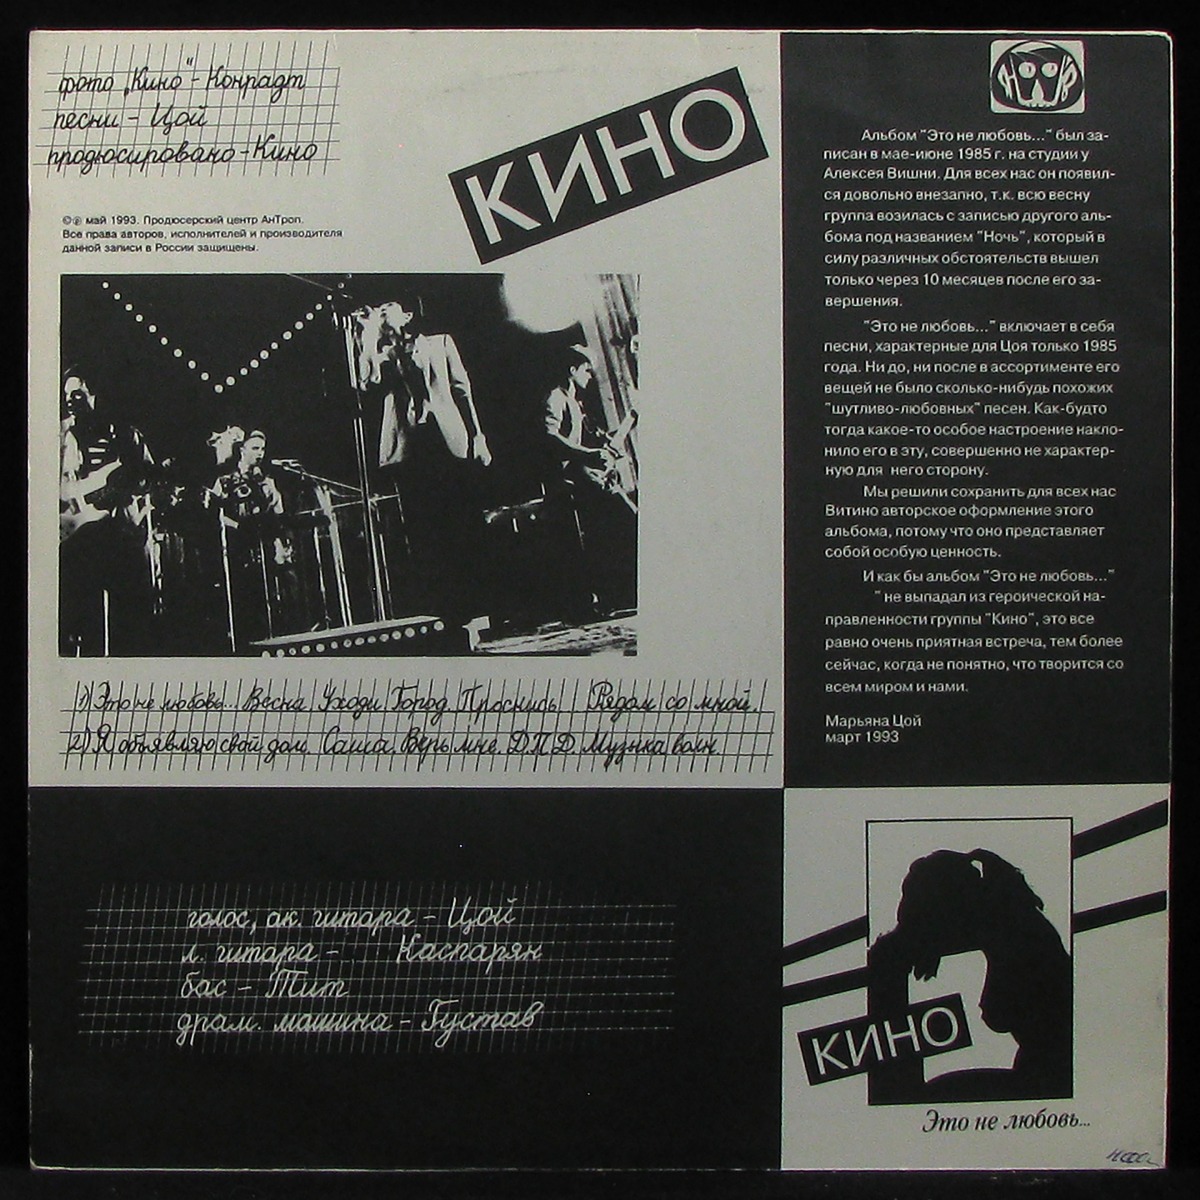 фото „Кино" - Конрадт
песни - Цой
продюсировано - Кино
©℗ май 1993. Продюсерский центр АнТроп.
Все права авторов, исполнителей и производителя
данной записи в России защищены.
КИНО
1) Это не любовь... Весна Уходи Город Проснись Рядом со мной.
2) Я объявляю свой дом. Саша. Верь мне. Д.П.Д. Музыка волн.
голос, ак. гитара - Цой
л. гитара - Каспарян
бас - Тит
драм. машина - Густав
Н В
Альбом "Это не любовь..." был за-
писан в мае-июне 1985 г. на студии у
Алексея Вишни. Для всех нас он появил-
ся довольно внезапно, т.к. всю весну
группа возилась с записью другого аль-
бома под названием "Ночь", который в
силу различных обстоятельств вышел
только через 10 месяцев после его за-
вершения.
"Это не любовь..." включает в себя
песни, характерные для Цоя только 1985
года. Ни до, ни после в ассортименте его
вещей не было сколько-нибудь похожих
"шутливо-любовных" песен. Как-будто
тогда какое-то особое настроение накло-
нило его в эту, совершенно не характер-
ную для него сторону.
Мы решили сохранить для всех нас
Витино авторское оформление этого
альбома, потому что оно представляет
собой особую ценность.
И как бы альбом "Это не любовь..."
" не выпадал из героической на-
правленности группы "Кино", это все
равно очень приятная встреча, тем более
сейчас, когда не понятно, что творится со
всем миром и нами.
Марьяна Цой
март 1993
КИНО
Это не любовь...